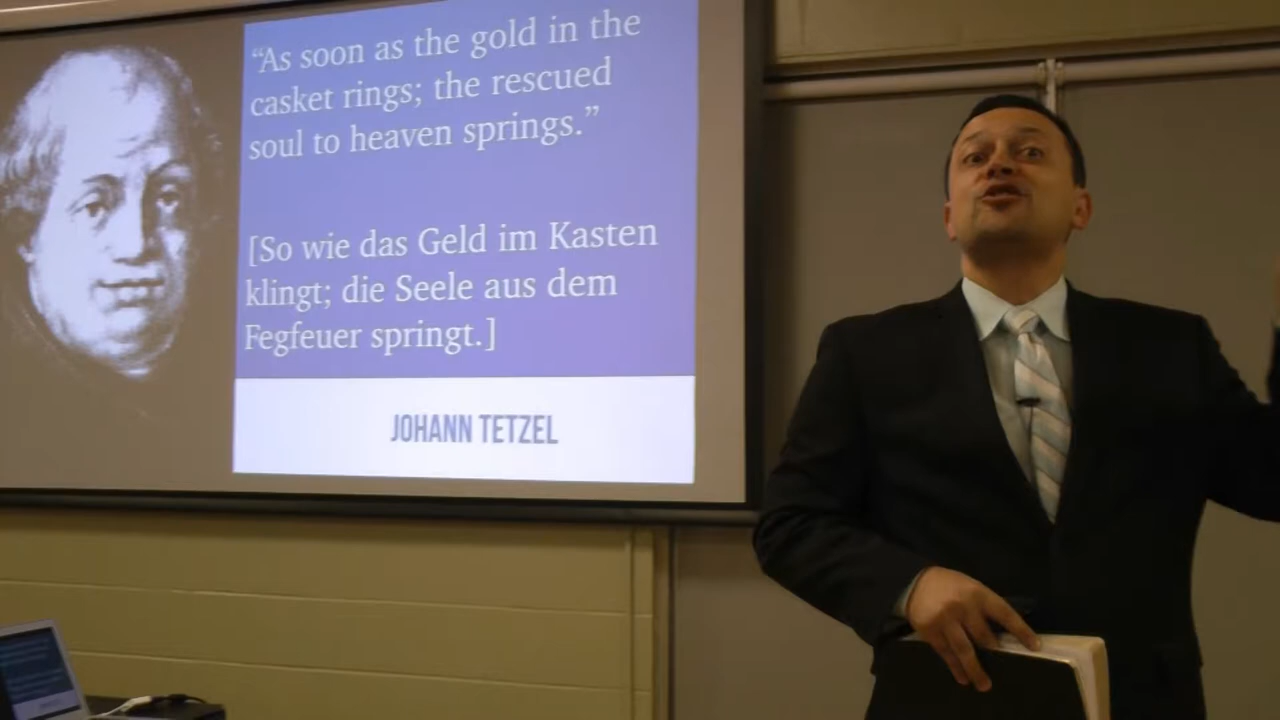 “As soon as the gold in the
casket rings; the rescued
soul to heaven springs.”
[So wie das Geld im Kasten
klingt; die Seele aus dem
Fegfeuer springt.]
JOHANN TETZEL